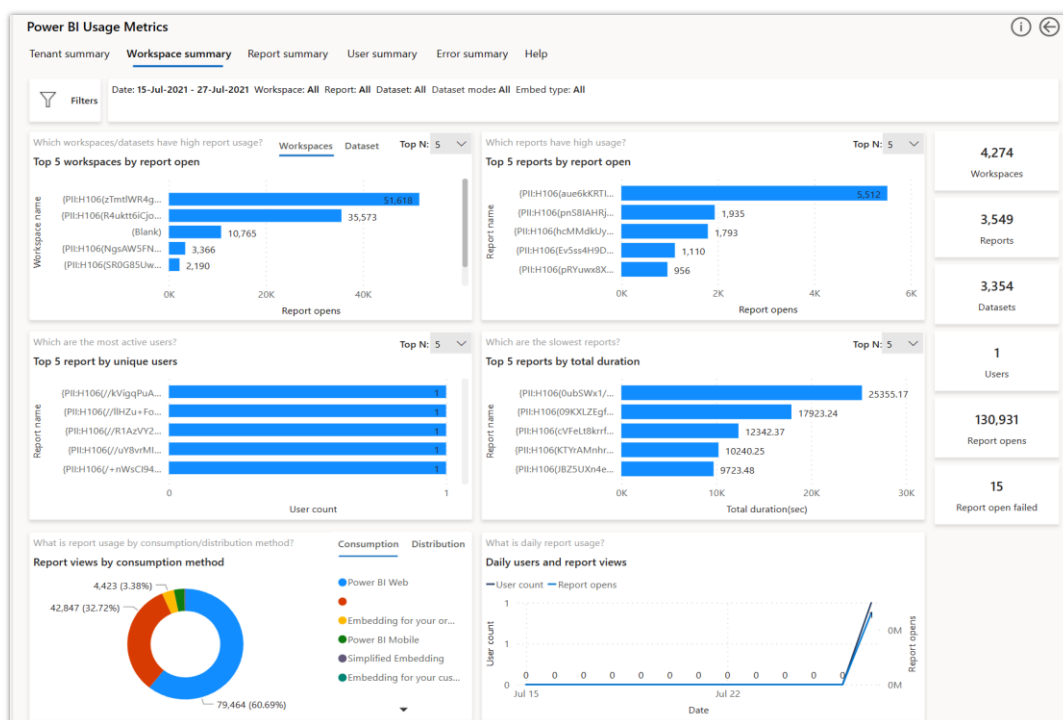 Power BI Usage Metrics
Tenant summary Workspace summary Report summary User summary Error summary Help
Filters
Date: 15-Jul-2021 - 27-Jul-2021 Workspace: All Report: All Dataset: All Dataset mode: All Embed type: All
Which workspaces/datasets have high report usage? Workspaces Dataset Top N: 5
Top 5 workspaces by report open
Workspace name
(PII:H106(zTmtlWR4g... 51,618
(PII:H106(R4uktt6iCjo... 35,573
(Blank) 10,765
(PII:H106(NgsAW5FN... 3,366
(PII:H106(SR0G85Uw... 2,190
0K 20K 40K
Report opens
Which reports have high usage? Top N: 5
Top 5 reports by report open
Report name
(PII:H106(aue6kKRTI... 5,512
(PII:H106(pnS8IAHRj... 1,935
(PII:H106(hcMMdkUy... 1,793
(PII:H106(Ev5ss4H9D... 1,110
(PII:H106(pRYuwx8X... 956
0K 2K 4K 6K
Report opens
4,274
Workspaces
3,549
Reports
3,354
Datasets
1
Users
130,931
Report opens
15
Report open failed
Which are the most active users? Top N: 5
Top 5 report by unique users
Report name
(PII:H106(//kVigqPuA... 1
(PII:H106(//llHZu+Fo... 1
(PII:H106(//R1AzVY2... 1
(PII:H106(//uY8vrMI... 1
(PII:H106(/+nWsCI94... 1
0 1
User count
Which are the slowest reports? Top N: 5
Top 5 reports by total duration
Report name
(PII:H106(0ubSWx1/... 25355.17
(PII:H106(09KXLZEgf... 17923.24
(PII:H106(cVFeLt8krrf... 12342.37
(PII:H106(KTYrAMnhr... 10240.25
(PII:H106(JBZ5UXn4e... 9723.48
0K 10K 20K 30K
Total duration(sec)
What is report usage by consumption/distribution method? Consumption Distribution
Report views by consumption method
4,423 (3.38%)
42,847 (32.72%)
79,464 (60.69%)
Power BI Web
Embedding for your or...
Power BI Mobile
Simplified Embedding
Embedding for your cus...
What is daily report usage?
Daily users and report views
User count Report opens
User count
1
1
0
0 0 0 0 0 0 0 0 0 0 0
0M
0M
Report opens
Jul 15 Jul 22
Date